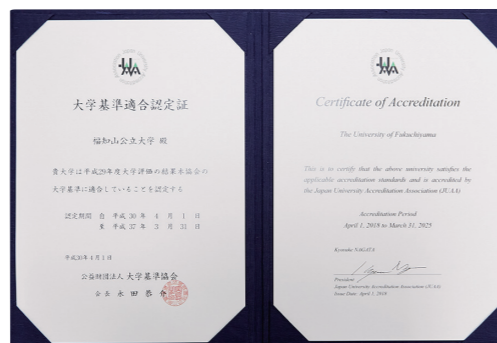 大学基準適合認定証
福知山公立大学 殿
貴大学は平成29年度大学評価の結果本協会の
大学基準に適合していることを認定する
認定期間 自 平成 30 年 4 月 1 日
至 平成 37 年 3 月 31 日
平成30年4月1日
公益財団法人 大学基準協会
会長 永田 恭介
Certificate of Accreditation
The University of Fukuchiyama
This is to certify that the above university satisfies the
applicable accreditation standards and is accredited by
the Japan University Accreditation Association (JUAA)
Accreditation Period
April 1, 2018 to March 31, 2025
Kyosuke NAGATA
President
Japan University Accreditation Association (JUAA)
Issue Date: April 1, 2018